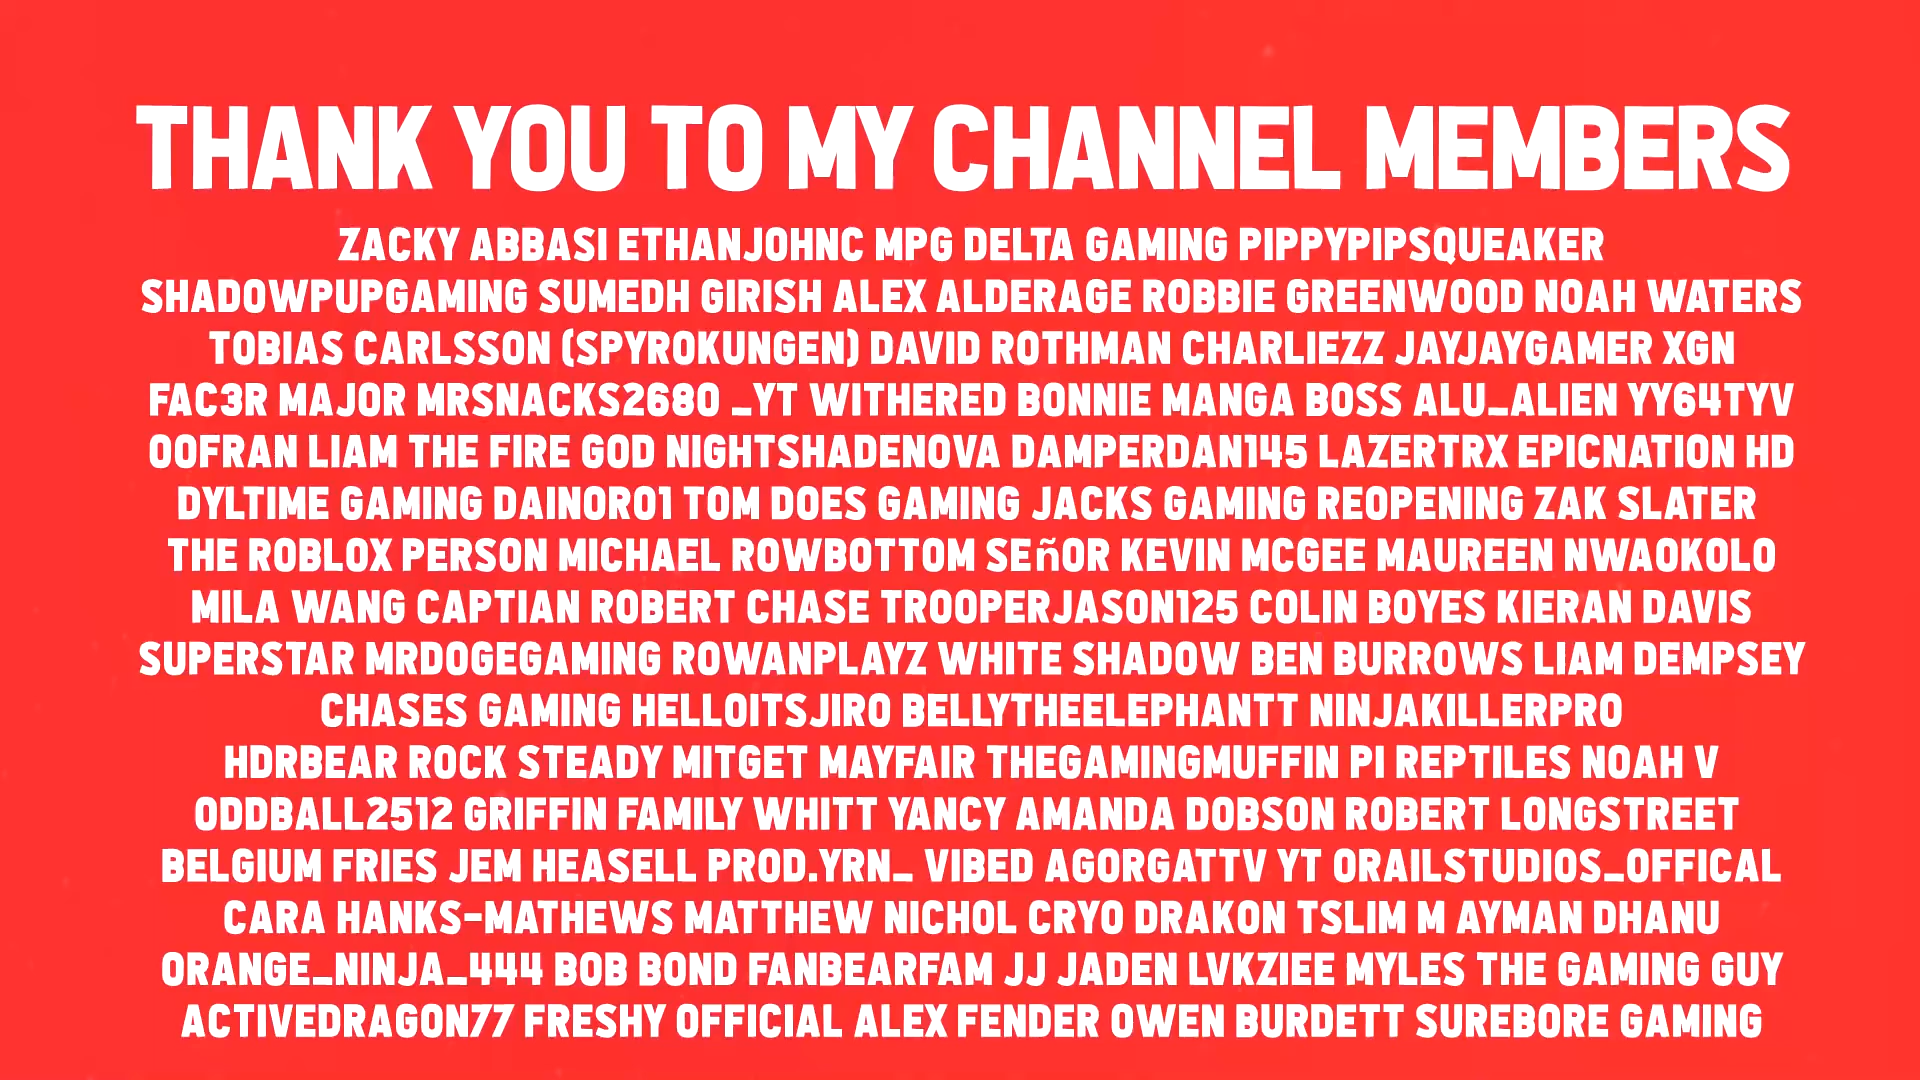 THANK YOU TO MY CHANNEL MEMBERS
ZACKY ABBASI ETHANJOHNC MPG DELTA GAMING PIPPYPIPSQUEAKER
SHADOWPUPGAMING SUMEDH GIRISH ALEX ALDERAGE ROBBIE GREENWOOD NOAH WATERS
TOBIAS CARLSSON (SPYROKUNGEN) DAVID ROTHMAN CHARLIEZZ JAYJAYGAMER XGN
FAC3R MAJOR MRSNACKS2680 _YT WITHERED BONNIE MANGA BOSS ALU_ALIEN YY64TYV
OOFRAN LIAM THE FIRE GOD NIGHTSHADENOVA DAMPERDAN145 LAZERTRX EPICNATION HD
DYLTIME GAMING DAINORO1 TOM DOES GAMING JACKS GAMING REOPENING ZAK SLATER
THE ROBLOX PERSON MICHAEL ROWBOTTOM SEñOR KEVIN MCGEE MAUREEN NWAOKOLO
MILA WANG CAPTIAN ROBERT CHASE TROOPERJASON125 COLIN BOYES KIERAN DAVIS
SUPERSTAR MRDOGEGAMING ROWANPLAYZ WHITE SHADOW BEN BURROWS LIAM DEMPSEY
CHASES GAMING HELLOITSJIRO BELLYTHEELEPHANTT NINJAKILLERPRO
HDRBEAR ROCK STEADY MITGET MAYFAIR THEGAMINGMUFFIN PI REPTILES NOAH V
ODDBALL2512 GRIFFIN FAMILY WHITT YANCY AMANDA DOBSON ROBERT LONGSTREET
BELGIUM FRIES JEM HEASELL PROD.YRN_ VIBED AGORGATTV YT ORAILSTUDIOS_OFFICAL
CARA HANKS-MATHEWS MATTHEW NICHOL CRYO DRAKON TSLIM M AYMAN DHANU
ORANGE_NINJA_444 BOB BOND FANBEARFAM JJ JADEN LVKZIEE MYLES THE GAMING GUY
ACTIVEDRAGON77 FRESHY OFFICIAL ALEX FENDER OWEN BURDETT SUREBORE GAMING